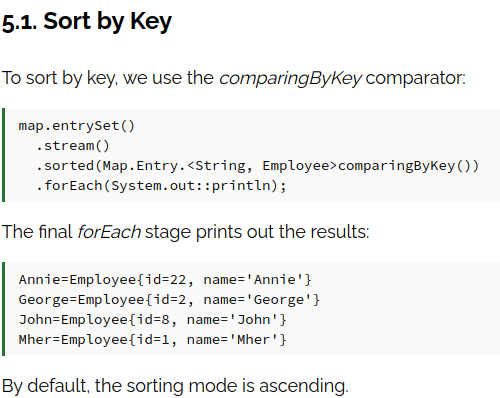 5.1. Sort by Key
To sort by key, we use the comparingByKey comparator:
map.entrySet()
.stream()
.sorted(Map.Entry.<String, Employee>comparingByKey())
.forEach(System.out::println);
The final forEach stage prints out the results:
Annie=Employee{id=22, name='Annie'}
George=Employee{id=2, name='George'}
John=Employee{id=8, name='John'}
Mher=Employee{id=1, name='Mher'}
By default, the sorting mode is ascending.